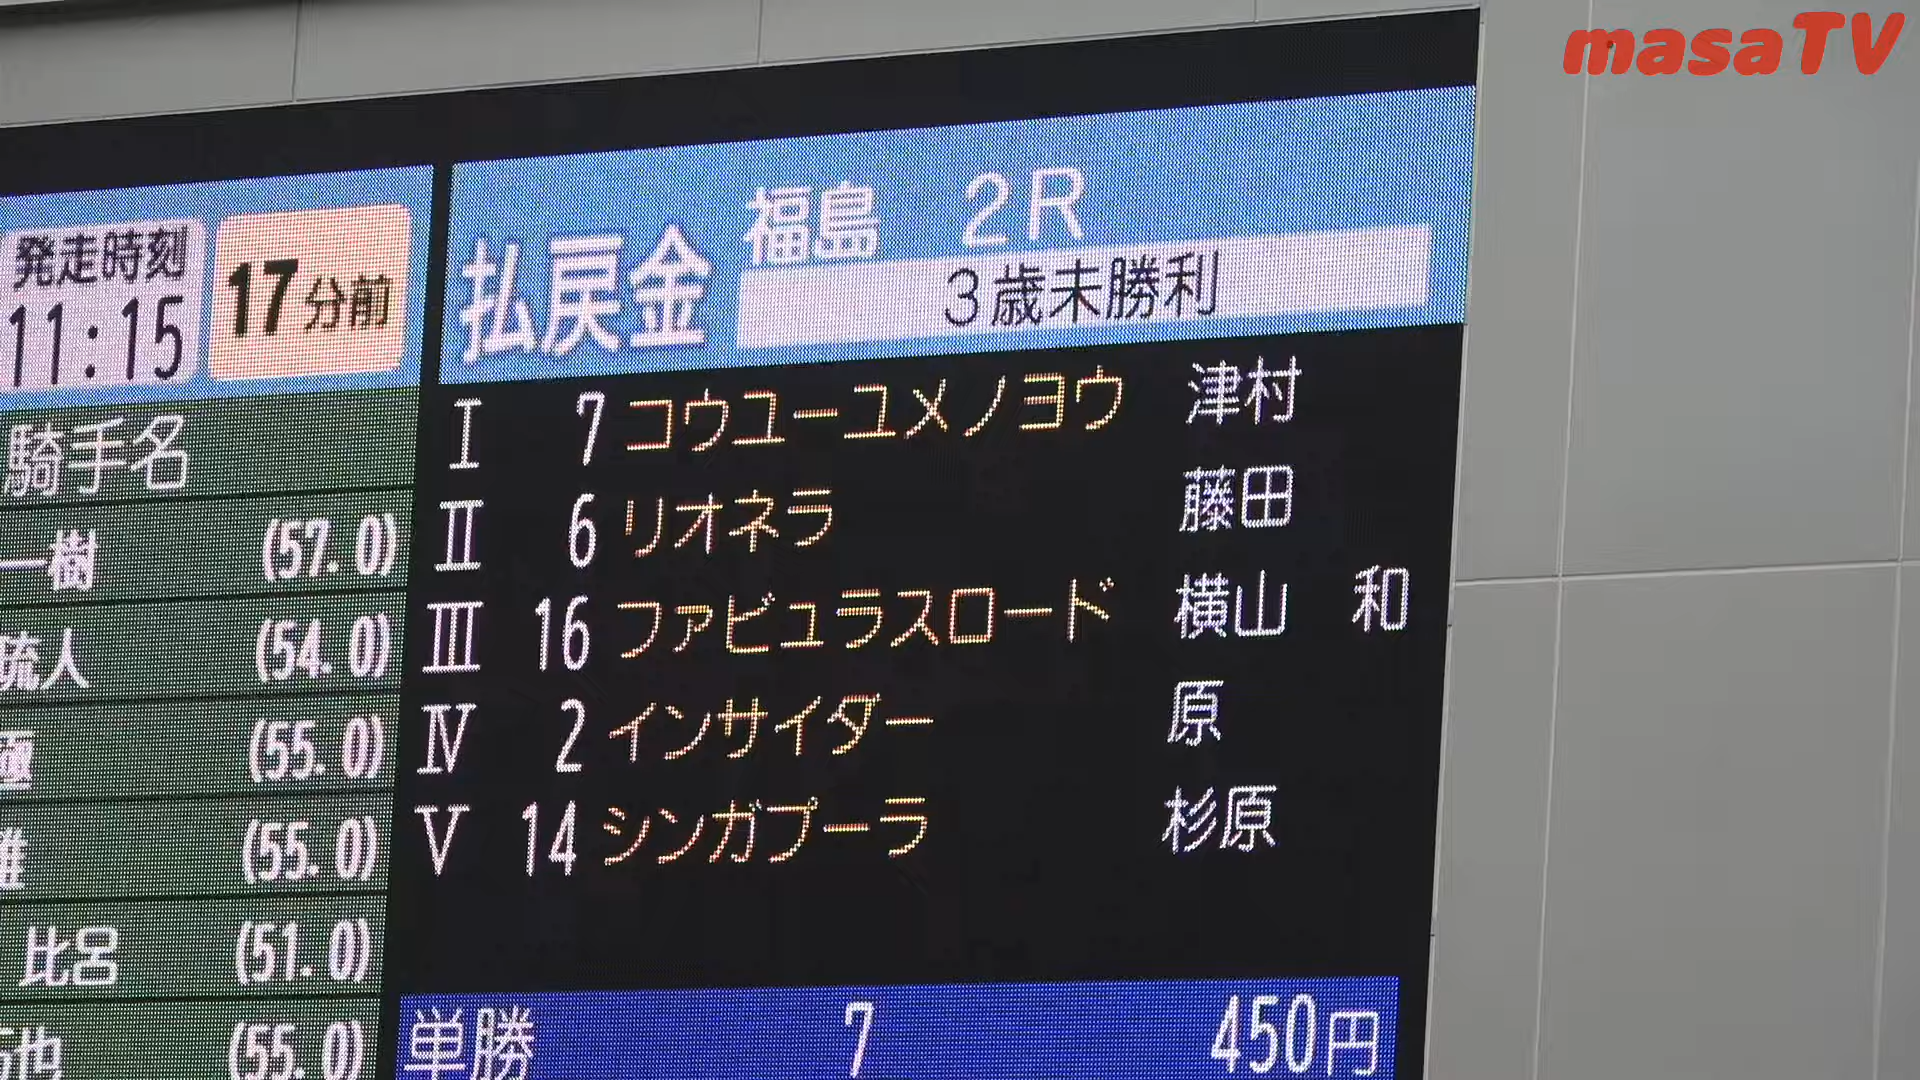 masaTV
発走時刻
11:15
17分前
騎手名
一樹 (57.0)
琉人 (54.0)
(55.0)
(55.0)
比呂 (51.0)
也 (55.0)
払戻金
福島 2R
3歳未勝利
Ⅰ 7 コウユーユメノヨウ 津村
Ⅱ 6 リオネラ 藤田
Ⅲ 16 ファビュラスロード 横山 和
Ⅳ 2 インサイダー 原
Ⅴ 14 シンガプーラ 杉原
単勝 7 450円